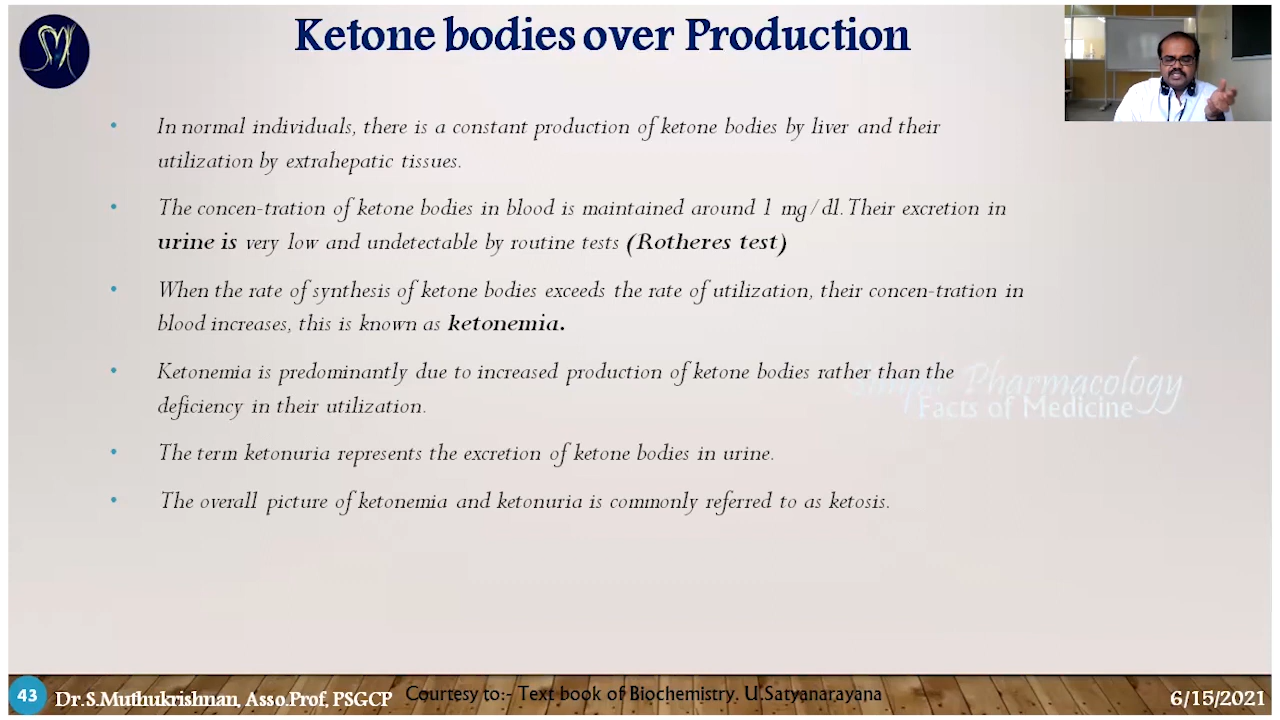 Ketone bodies over Production
• In normal individuals, there is a constant production of ketone bodies by liver and their
utilization by extrahepatic tissues.
• The concen-tration of ketone bodies in blood is maintained around 1 mg/dl. Their excretion in
urine is very low and undetectable by routine tests (Rotheres test)
• When the rate of synthesis of ketone bodies exceeds the rate of utilization, their concen-tration in
blood increases, this is known as ketonemia.
• Ketonemia is predominantly due to increased production of ketone bodies rather than the
deficiency in their utilization.
Pharmacology
Facts of Medicine
• The term ketonuria represents the excretion of ketone bodies in urine.
• The overall picture of ketonemia and ketonuria is commonly referred to as ketosis.
43 Dr.S.Muthukrishnan, Asso.Prof, PSGCP Courtesy to:- Text book of Biochemistry. U.Satyanarayana 6/15/2021